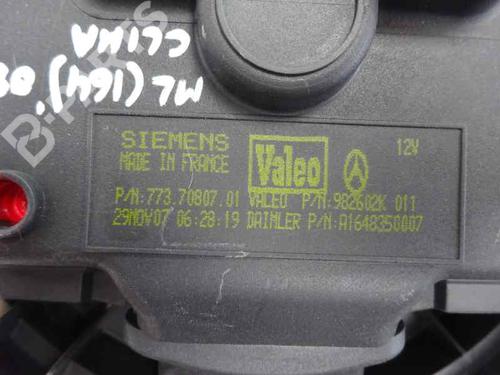 CLIMA
ML (164)'
SIEMENS
MADE IN FRANCE
Valeo
12V
P/N:773.70807.01 VALEO P/N:982602K 011
29NOV07 06:28:19 DAIMLER P/N:A1648350007
B-PARTS